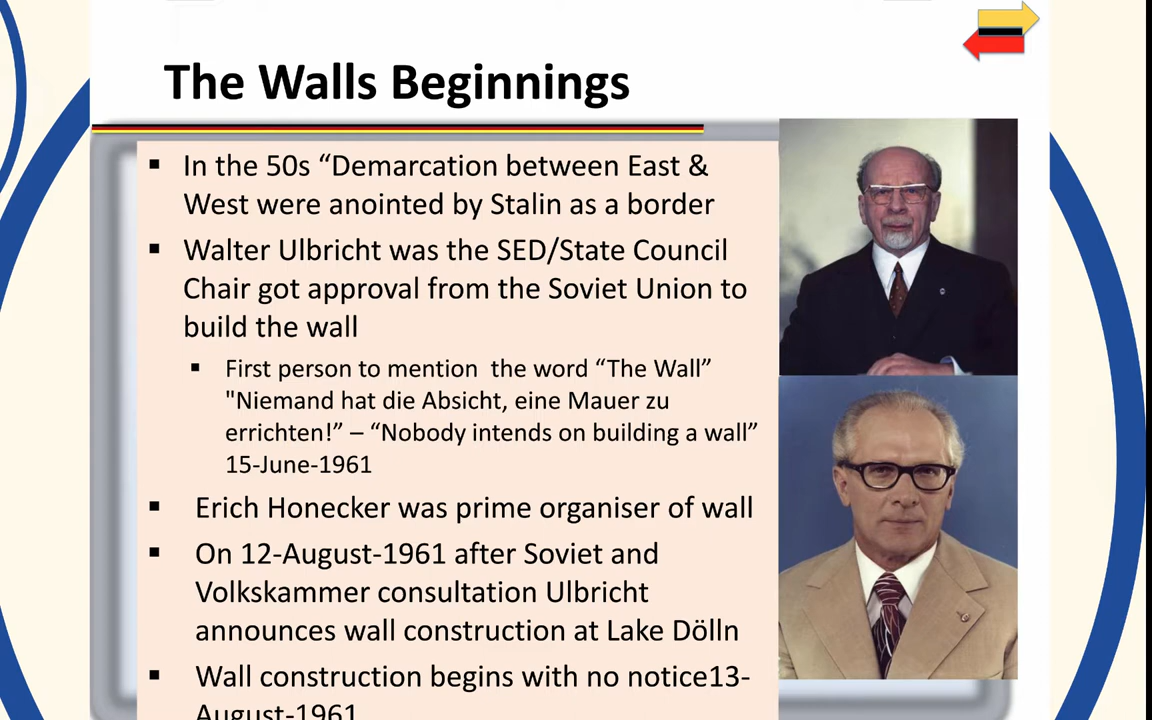 The Walls Beginnings
▪ In the 50s “Demarcation between East &
West were anointed by Stalin as a border
▪ Walter Ulbricht was the SED/State Council
Chair got approval from the Soviet Union to
build the wall
▪ First person to mention the word “The Wall”
"Niemand hat die Absicht, eine Mauer zu
errichten!” – “Nobody intends on building a wall”
15-June-1961
▪ Erich Honecker was prime organiser of wall
▪ On 12-August-1961 after Soviet and
Volkskammer consultation Ulbricht
announces wall construction at Lake Dölln
▪ Wall construction begins with no notice13-
August-1961